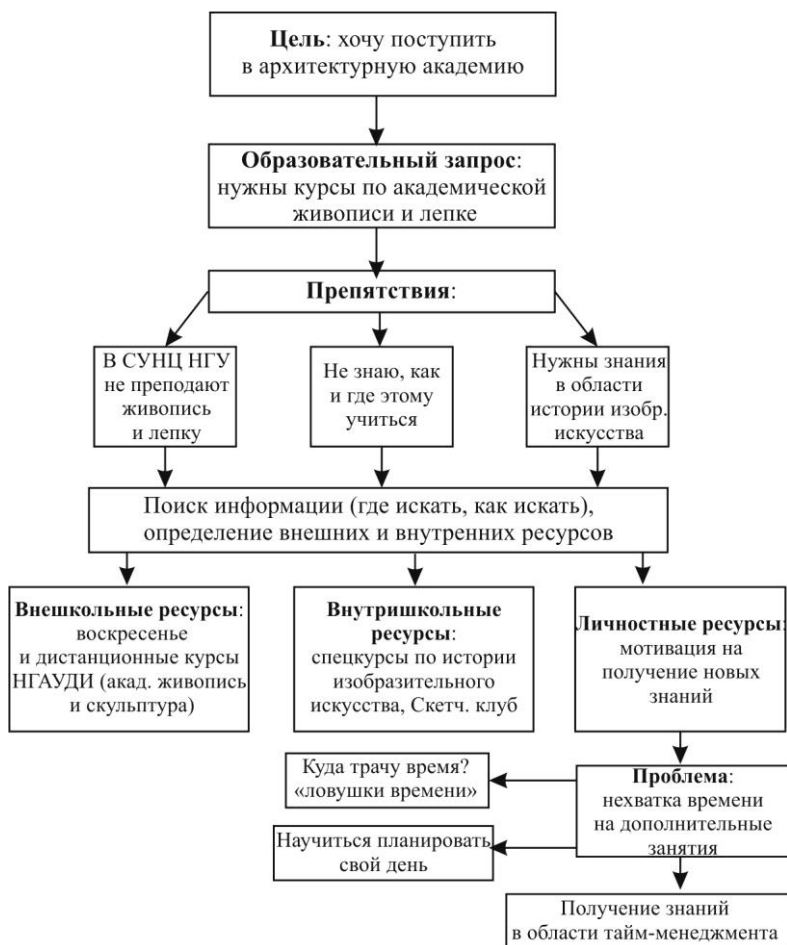 Цель: хочу поступить
в архитектурную академию
Образовательный запрос:
нужны курсы по академической
живописи и лепке
Препятствия:
В СУНЦ НГУ
не преподают
живопись
и лепку
Не знаю, как
и где этому
учиться
Нужны знания
в области
истории изобр.
искусства
Поиск информации (где искать, как искать),
определение внешних и внутренних ресурсов
Внешкольные ресурсы:
воскресенье
и дистанционные курсы
НГАУДИ (акад. живопись
и скульптура)
Внутришкольные
ресурсы:
спецкурсы по истории
изобразительного
искусства, Скетч. клуб
Личностные ресурсы:
мотивация на
получение новых
знаний
Куда трачу время?
«ловушки времени»
Проблема:
нехватка времени
на дополнительные
занятия
Научиться планировать
свой день
Получение знаний
в области тайм-менеджмента